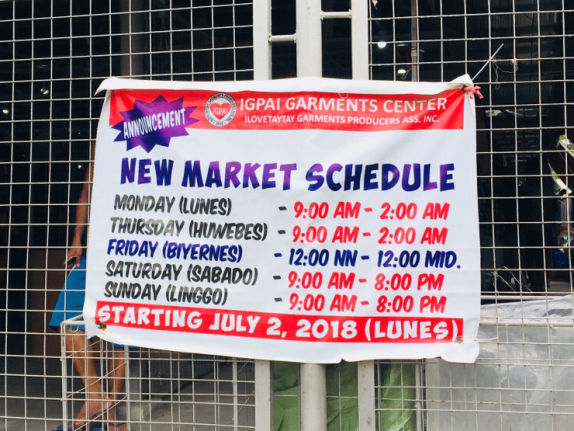 ANNOUNCEMENT
IGPAI
IGPAI GARMENTS CENTER
ILOVETAYTAY GARMENTS PRODUCERS ASS. INC.
NEW MARKET SCHEDULE
MONDAY (LUNES) - 9:00 AM - 2:00 AM
THURSDAY (HUWEBES) - 9:00 AM - 2:00 AM
FRIDAY (BIYERNES) - 12:00 NN - 12:00 MID.
SATURDAY (SABADO) - 9:00 AM - 8:00 PM
SUNDAY (LINGGO) - 9:00 AM - 8:00 PM
STARTING JULY 2, 2018 (LUNES)